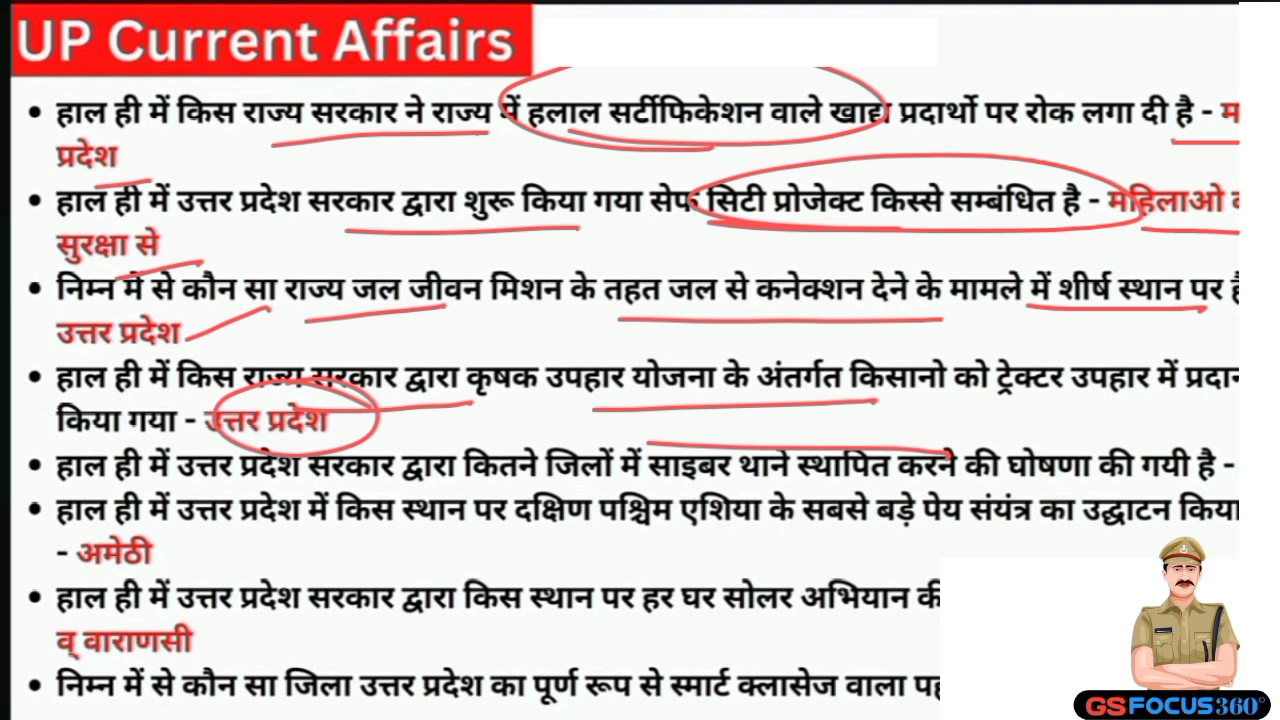 UP Current Affairs
• हाल ही में किस राज्य सरकार ने राज्य में हलाल सर्टीफिकेशन वाले खाद्य प्रदार्थो पर रोक लगा दी है -
प्रदेश
• हाल ही में उत्तर प्रदेश सरकार द्वारा शुरू किया गया सेफ सिटी प्रोजेक्ट किस्से सम्बंधित है - महिलाओ
सुरक्षा से
• निम्न में से कौन सा राज्य जल जीवन मिशन के तहत जल से कनेक्शन देने के मामले में शीर्ष स्थान पर
उत्तर प्रदेश
• हाल ही में किस राज्य सरकार द्वारा कृषक उपहार योजना के अंतर्गत किसानो को ट्रेक्टर उपहार में प्रदान
किया गया - उत्तर प्रदेश
• हाल ही में उत्तर प्रदेश सरकार द्वारा कितने जिलों में साइबर थाने स्थापित करने की घोषणा की गयी है -
• हाल ही में उत्तर प्रदेश में किस स्थान पर दक्षिण पश्चिम एशिया के सबसे बड़े पेय संयंत्र का उद्घाटन किया
- अमेठी
• हाल ही में उत्तर प्रदेश सरकार द्वारा किस स्थान पर हर घर सोलर अभियान की
व् वाराणसी
• निम्न में से कौन सा जिला उत्तर प्रदेश का पूर्ण रूप से स्मार्ट क्लासेज वाला
GSFOCUS360°